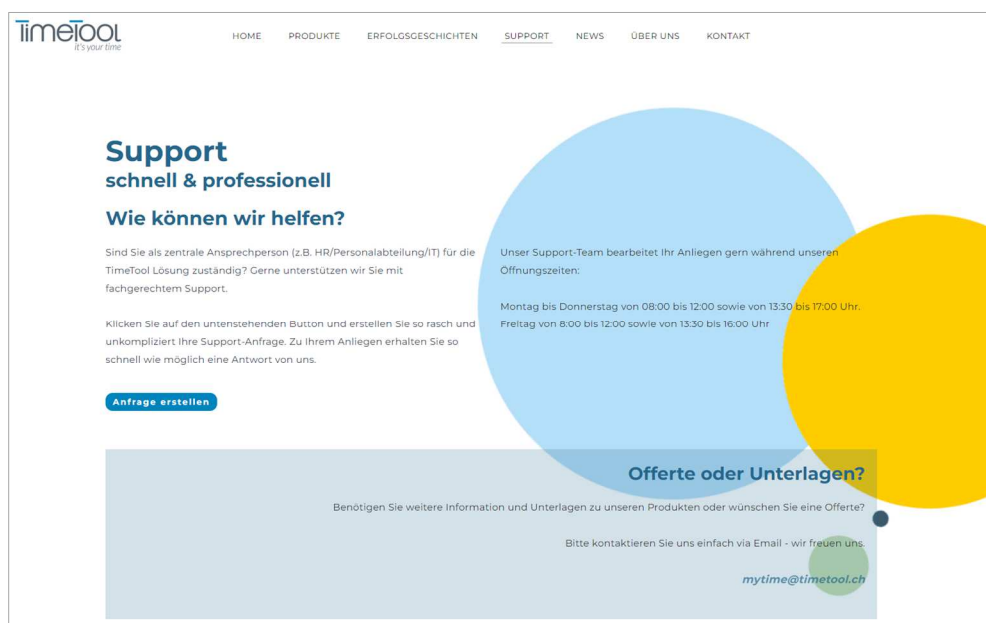 TimeTool
it's your time
HOME PRODUKTE ERFOLGSGESCHICHTEN SUPPORT NEWS ÜBER UNS KONTAKT
Support
schnell & professionell
Wie können wir helfen?
Sind Sie als zentrale Ansprechperson (z.B. HR/Personalabteilung/IT) für die
TimeTool Lösung zuständig? Gerne unterstützen wir Sie mit
fachgerechtem Support.
Klicken Sie auf den untenstehenden Button und erstellen Sie so rasch und
unkompliziert Ihre Support-Anfrage. Zu Ihrem Anliegen erhalten Sie so
schnell wie möglich eine Antwort von uns.
Anfrage erstellen
Unser Support-Team bearbeitet Ihr Anliegen gern während unseren
Öffnungszeiten:
Montag bis Donnerstag von 08:00 bis 12:00 sowie von 13:30 bis 17:00 Uhr.
Freitag von 8:00 bis 12:00 sowie von 13:30 bis 16:00 Uhr
Offerte oder Unterlagen?
Benötigen Sie weitere Information und Unterlagen zu unseren Produkten oder wünschen Sie eine Offerte?
Bitte kontaktieren Sie uns einfach via Email - wir freuen uns.
mytime@timetool.ch